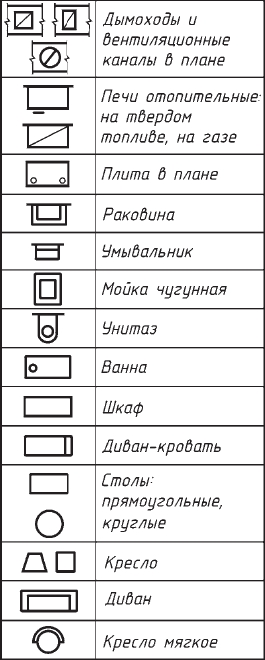 Дымоходы и
вентиляционные
каналы в плане
Печи отопительные:
на твердом
топливе, на газе
Плита в плане
Раковина
Умывальник
Мойка чугунная
Унитаз
Ванна
Шкаф
Диван-кровать
Столы:
прямоугольные,
круглые
Кресло
Диван
Кресло мягкое